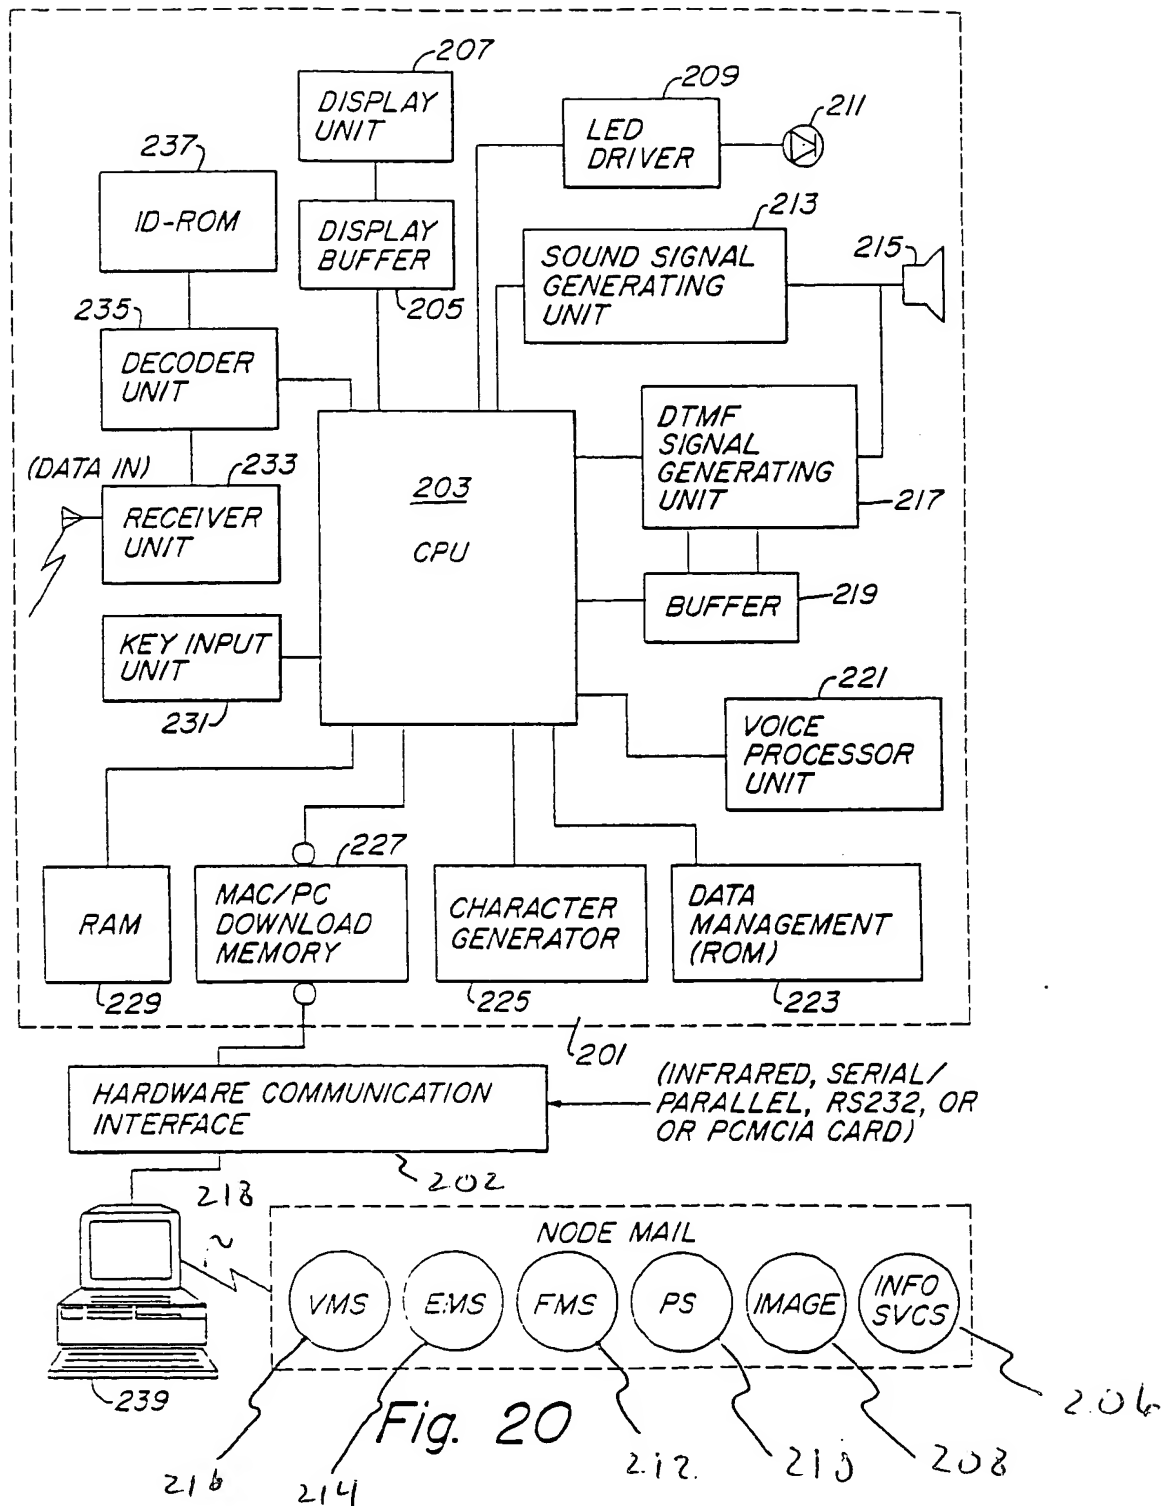 207
DISPLAY
UNIT
209
LED
DRIVER
211
237
ID-ROM
DISPLAY
BUFFER
205
213
SOUND SIGNAL
GENERATING
UNIT
215
235
DECODER
UNIT
(DATA IN)
233
RECEIVER
UNIT
203
CPU
DTMF
SIGNAL
GENERATING
UNIT
217
BUFFER
219
KEY INPUT
UNIT
231
221
VOICE
PROCESSOR
UNIT
RAM
229
227
MAC/PC
DOWNLOAD
MEMORY
CHARACTER
GENERATOR
225
DATA
MANAGEMENT
(ROM)
223
201
HARDWARE COMMUNICATION
INTERFACE
(INFRARED, SERIAL/
PARALLEL, RS232, OR
OR PCMCIA CARD)
202
218
NODE MAIL
VMS
EMS
FMS
PS
IMAGE
INFO
SVCS
239
216
214
212
210
208
206
Fig. 20